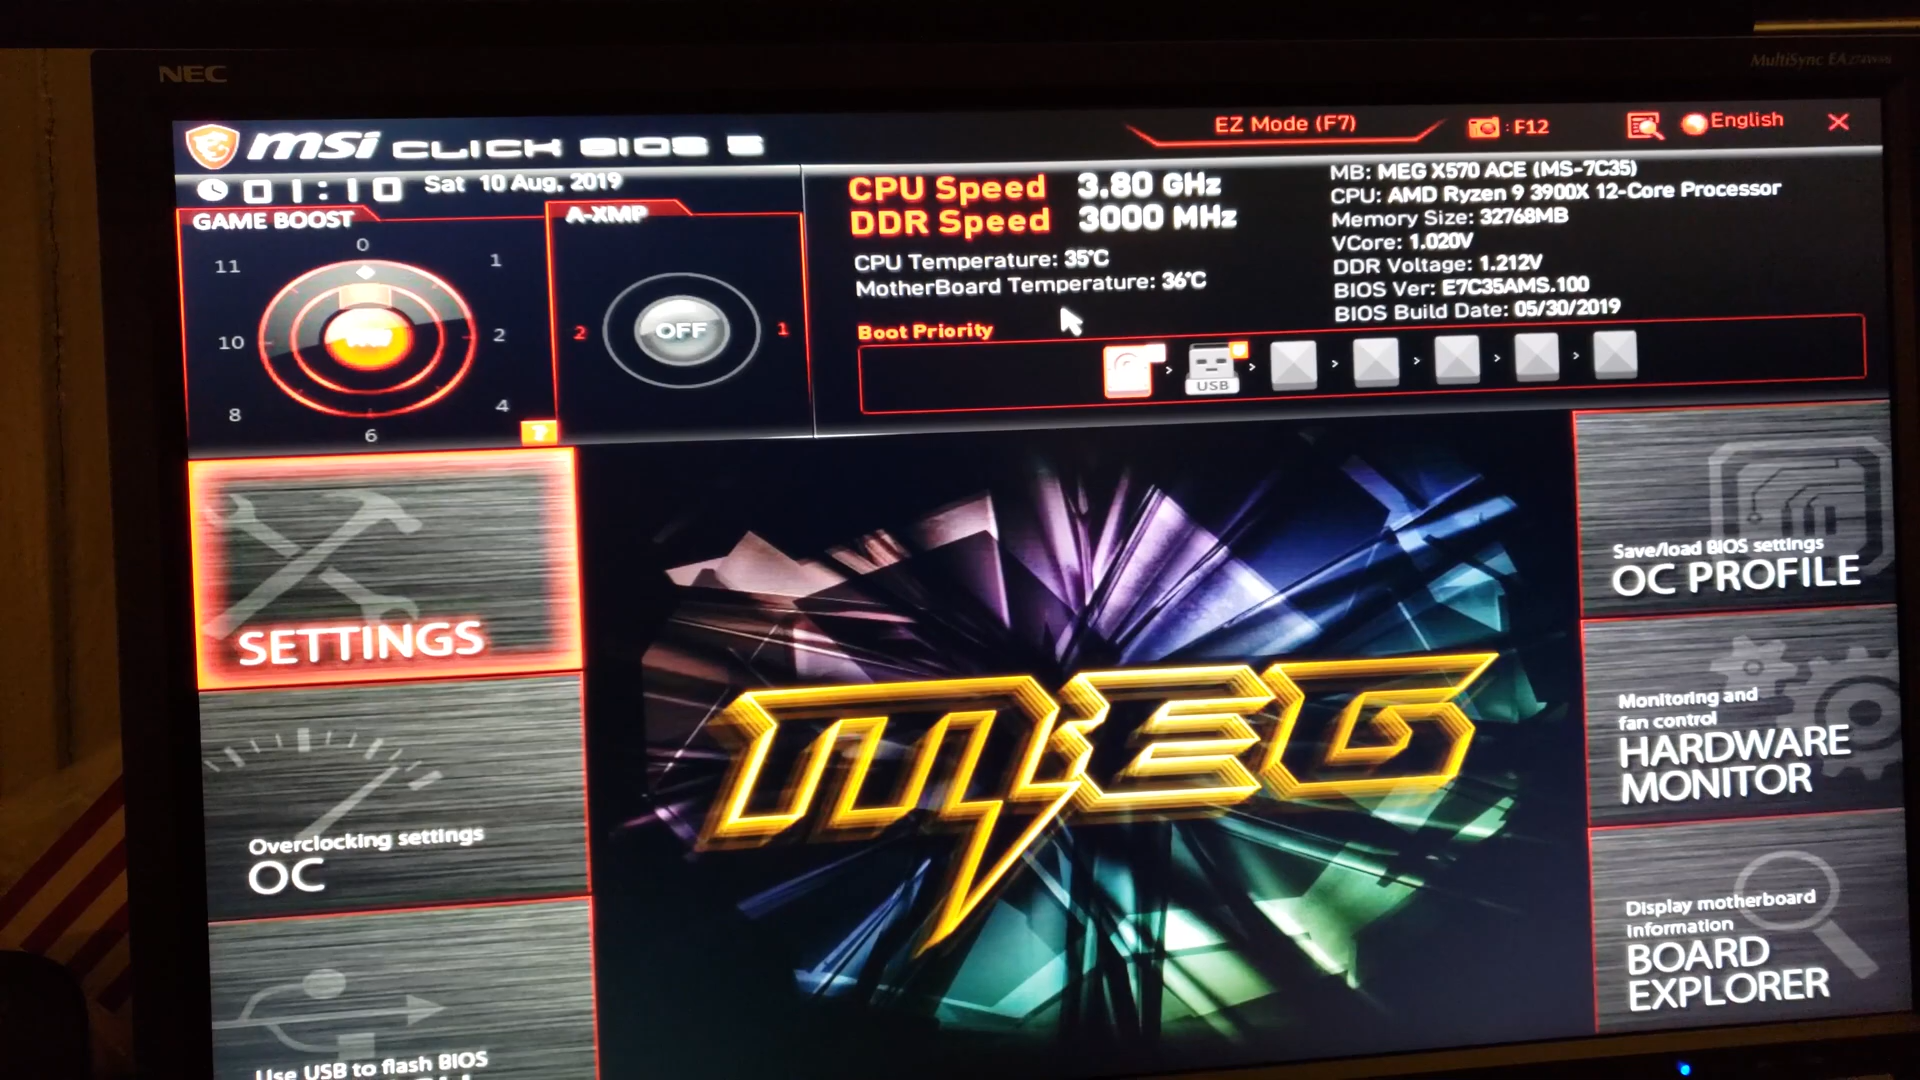 NEC
MultiSync
msi CLICK BIOS 5
EZ Mode (F7)
: F12
English
01:10 Sat 10 Aug, 2019
GAME BOOST
0
1
2
4
6
8
10
11
A-XMP
2
OFF
1
CPU Speed 3.80 GHz
DDR Speed 3000 MHz
CPU Temperature: 35°C
MotherBoard Temperature: 36°C
MB: MEG X570 ACE (MS-7C35)
CPU: AMD Ryzen 9 3900X 12-Core Processor
Memory Size: 32768MB
VCore: 1.020V
DDR Voltage: 1.212V
BIOS Ver: E7C35AMS.100
BIOS Build Date: 05/30/2019
Boot Priority
USB
?
SETTINGS
Overclocking settings
OC
Use USB to flash BIOS
MEG
Save/load BIOS settings
OC PROFILE
Monitoring and
fan control
HARDWARE
MONITOR
Display motherboard
information
BOARD
EXPLORER